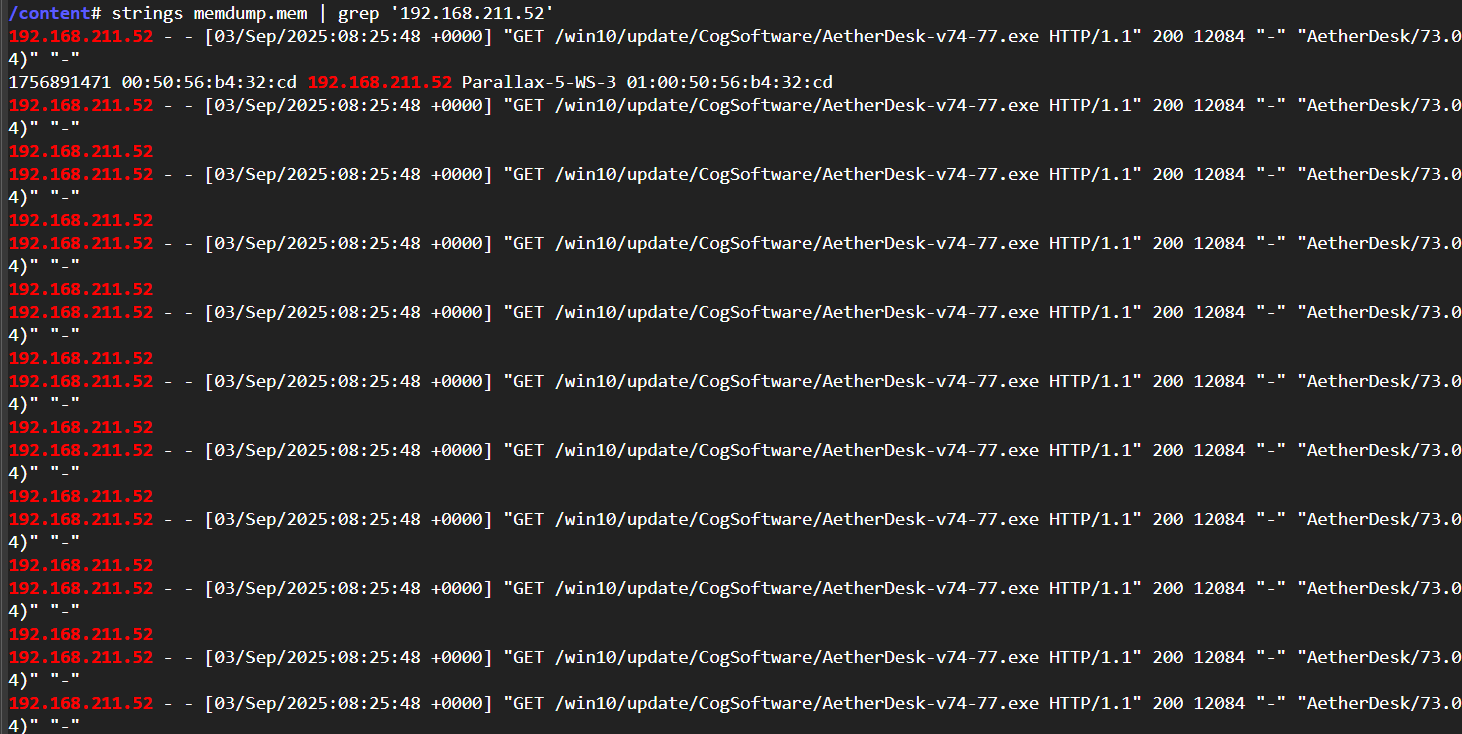 /content# strings memdump.mem | grep '192.168.211.52'
192.168.211.52 - - [03/Sep/2025:08:25:48 +0000] "GET /win10/update/CogSoftware/AetherDesk-v74-77.exe HTTP/1.1" 200 12084 "-" "AetherDesk/73.0
4)" "-"
1756891471 00:50:56:b4:32:cd 192.168.211.52 Parallax-5-WS-3 01:00:50:56:b4:32:cd
192.168.211.52 - - [03/Sep/2025:08:25:48 +0000] "GET /win10/update/CogSoftware/AetherDesk-v74-77.exe HTTP/1.1" 200 12084 "-" "AetherDesk/73.0
4)" "-"
192.168.211.52
192.168.211.52 - - [03/Sep/2025:08:25:48 +0000] "GET /win10/update/CogSoftware/AetherDesk-v74-77.exe HTTP/1.1" 200 12084 "-" "AetherDesk/73.0
4)" "-"
192.168.211.52
192.168.211.52 - - [03/Sep/2025:08:25:48 +0000] "GET /win10/update/CogSoftware/AetherDesk-v74-77.exe HTTP/1.1" 200 12084 "-" "AetherDesk/73.0
4)" "-"
192.168.211.52
192.168.211.52 - - [03/Sep/2025:08:25:48 +0000] "GET /win10/update/CogSoftware/AetherDesk-v74-77.exe HTTP/1.1" 200 12084 "-" "AetherDesk/73.0
4)" "-"
192.168.211.52
192.168.211.52 - - [03/Sep/2025:08:25:48 +0000] "GET /win10/update/CogSoftware/AetherDesk-v74-77.exe HTTP/1.1" 200 12084 "-" "AetherDesk/73.0
4)" "-"
192.168.211.52
192.168.211.52 - - [03/Sep/2025:08:25:48 +0000] "GET /win10/update/CogSoftware/AetherDesk-v74-77.exe HTTP/1.1" 200 12084 "-" "AetherDesk/73.0
4)" "-"
192.168.211.52
192.168.211.52 - - [03/Sep/2025:08:25:48 +0000] "GET /win10/update/CogSoftware/AetherDesk-v74-77.exe HTTP/1.1" 200 12084 "-" "AetherDesk/73.0
4)" "-"
192.168.211.52
192.168.211.52 - - [03/Sep/2025:08:25:48 +0000] "GET /win10/update/CogSoftware/AetherDesk-v74-77.exe HTTP/1.1" 200 12084 "-" "AetherDesk/73.0
4)" "-"
192.168.211.52
192.168.211.52 - - [03/Sep/2025:08:25:48 +0000] "GET /win10/update/CogSoftware/AetherDesk-v74-77.exe HTTP/1.1" 200 12084 "-" "AetherDesk/73.0
4)" "-"
192.168.211.52 - - [03/Sep/2025:08:25:48 +0000] "GET /win10/update/CogSoftware/AetherDesk-v74-77.exe HTTP/1.1" 200 12084 "-" "AetherDesk/73.0
4)" "-"